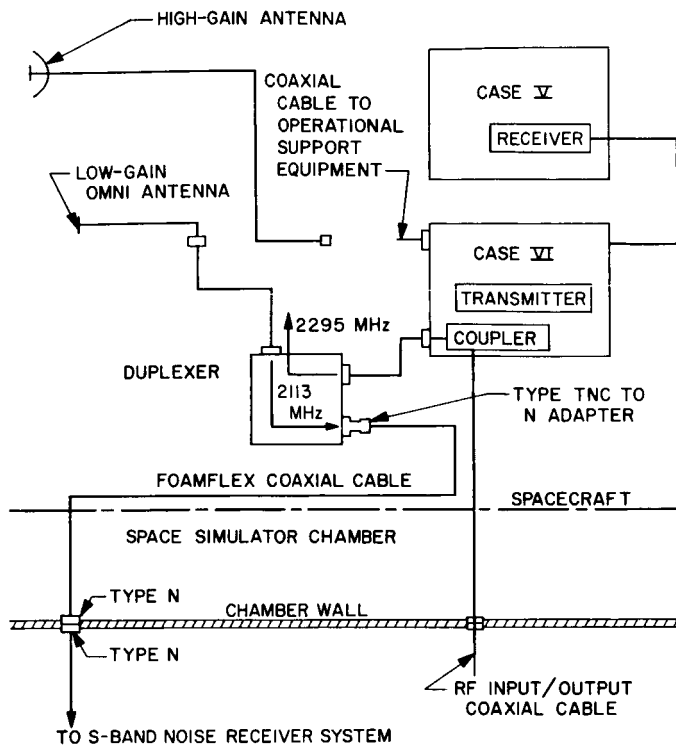 HIGH-GAIN ANTENNA
COAXIAL
CABLE TO
OPERATIONAL
SUPPORT
EQUIPMENT
CASE V
RECEIVER
LOW-GAIN
OMNI ANTENNA
CASE VI
TRANSMITTER
COUPLER
2295 MHz
DUPLEXER
2113
MHz
TYPE TNC TO
N ADAPTER
FOAMFLEX COAXIAL CABLE
SPACECRAFT
SPACE SIMULATOR CHAMBER
TYPE N
CHAMBER WALL
TYPE N
RF INPUT/OUTPUT
COAXIAL CABLE
TO S-BAND NOISE RECEIVER SYSTEM